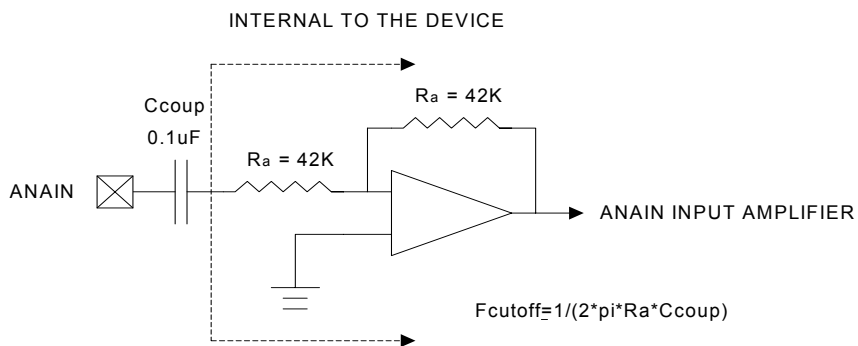 INTERNAL TO THE DEVICE
Ccoup
0.1uF
Ra = 42K
Ra = 42K
ANAIN
ANAIN INPUT AMPLIFIER
Fcutoff=1/(2*pi*Ra*Ccoup)